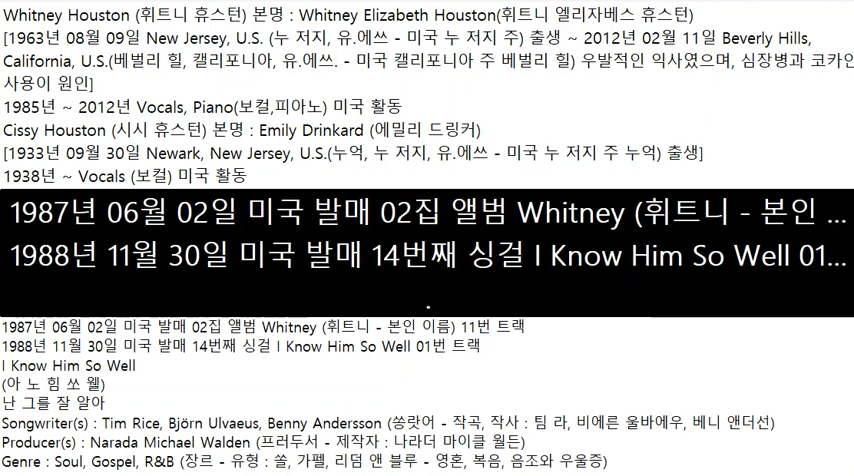 Whitney Houston (휘트니 휴스턴) 본명 : Whitney Elizabeth Houston(휘트니 엘리자베스 휴스턴)
[1963년 08월 09일 New Jersey, U.S. (누 저지, 유.에쓰 - 미국 누 저지 주) 출생 ~ 2012년 02월 11일 Beverly Hills,
California, U.S.(베벌리 힐, 캘리포니아, 유.에쓰. - 미국 캘리포니아 주 베벌리 힐) 우발적인 익사였으며, 심장병과 코카인
사용이 원인]
1985년 ~ 2012년 Vocals, Piano(보컬,피아노) 미국 활동
Cissy Houston (시시 휴스턴) 본명 : Emily Drinkard (에밀리 드링커)
[1933년 09월 30일 Newark, New Jersey, U.S.(누억, 누 저지, 유.에쓰 - 미국 누 저지 주 누억) 출생]
1938년 ~ Vocals (보컬) 미국 활동
1987년 06월 02일 미국 발매 02집 앨범 Whitney (휘트니 - 본인 ...
1988년 11월 30일 미국 발매 14번째 싱글 I Know Him So Well 01...
.
1987년 06월 02일 미국 발매 02집 앨범 Whitney (휘트니 - 본인 이름) 11번 트랙
1988년 11월 30일 미국 발매 14번째 싱글 I Know Him So Well 01번 트랙
I Know Him So Well
(아 노 힘 쏘 웰)
난 그를 잘 알아
Songwriter(s) : Tim Rice, Björn Ulvaeus, Benny Andersson (쏭랏어 - 작곡, 작사 : 팀 라, 비에른 울바에우, 베니 앤더선)
Producer(s) : Narada Michael Walden (프러두서 - 제작자 : 나라더 마이클 월든)
Genre : Soul, Gospel, R&B (장르 - 유형 : 쏠, 가펠, 리덤 앤 블루 - 영혼, 복음, 음조와 우울증)